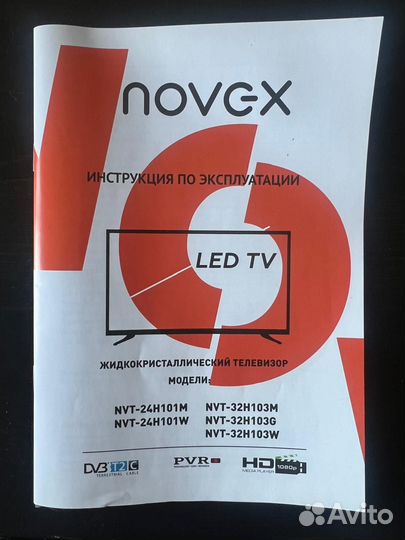 novex
ИНСТРУКЦИЯ ПО ЭКСПЛУАТАЦИИ
LED TV
ЖИДКОКРИСТАЛЛИЧЕСКИЙ ТЕЛЕВИЗОР
МОДЕЛИ:
NVT-24H101M NVT-32H103M
NVT-24H101W NVT-32H103G
NVT-32H103W
DVB T2 C
TERRESTRIAL CABLE
PVR
HD
MEDIA PLAYER
1080p
Avito